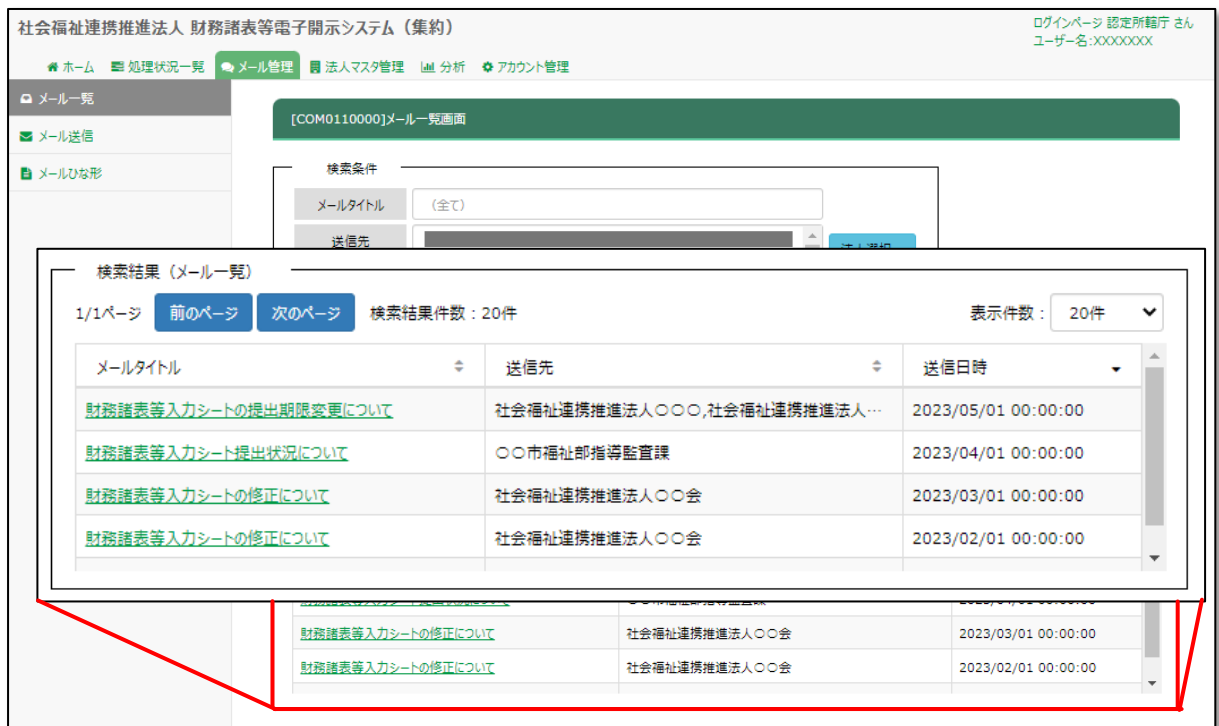 社会福祉連携推進法人 財務諸表等電子開示システム（集約）
ログインページ 認定所轄庁 さん
ユーザー名:XXXXXXX
ホーム 処理状況一覧 メール管理 法人マスタ管理 分析 アカウント管理
メール一覧
メール送信
メールひな形
[COM0110000]メール一覧画面
検索条件
メールタイトル （全て）
送信先
検索結果（メール一覧）
1/1ページ 前のページ 次のページ 検索結果件数：20件 表示件数： 20件
メールタイトル 送信先 送信日時
財務諸表等入力シートの提出期限変更について 社会福祉連携推進法人〇〇〇,社会福祉連携推進法人… 2023/05/01 00:00:00
財務諸表等入力シート提出状況について 〇〇市福祉部指導監査課 2023/04/01 00:00:00
財務諸表等入力シートの修正について 社会福祉連携推進法人〇〇会 2023/03/01 00:00:00
財務諸表等入力シートの修正について 社会福祉連携推進法人〇〇会 2023/02/01 00:00:00
財務諸表等入力シートの修正について 社会福祉連携推進法人〇〇会 2023/03/01 00:00:00
財務諸表等入力シートの修正について 社会福祉連携推進法人〇〇会 2023/02/01 00:00:00